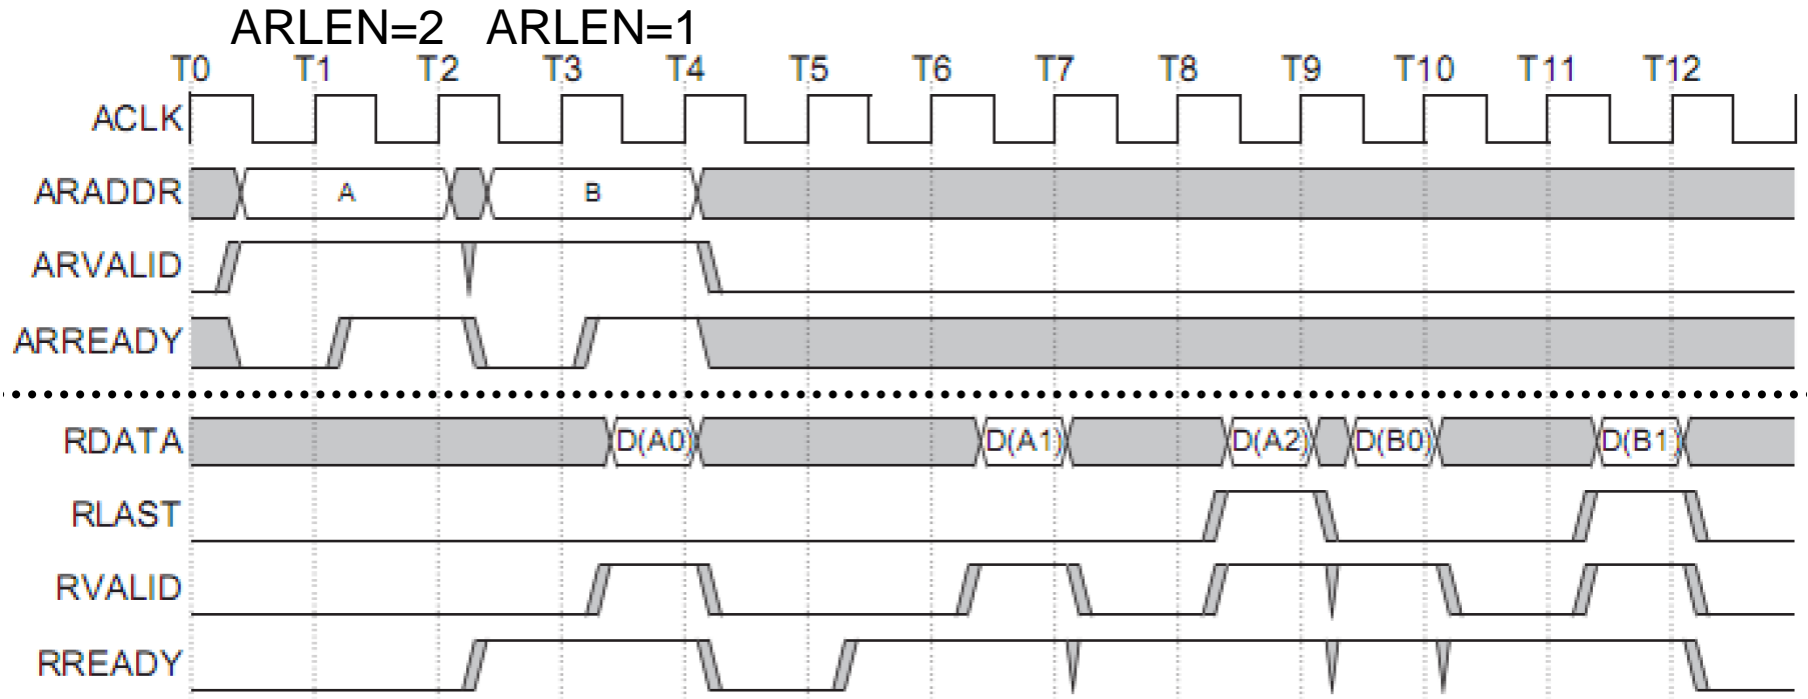 ARLEN=2 ARLEN=1
T0 T1 T2 T3 T4 T5 T6 T7 T8 T9 T10 T11 T12
ACLK
ARADDR A B
ARVALID
ARREADY
RDATA D(A0) D(A1) D(A2) D(B0) D(B1)
RLAST
RVALID
RREADY